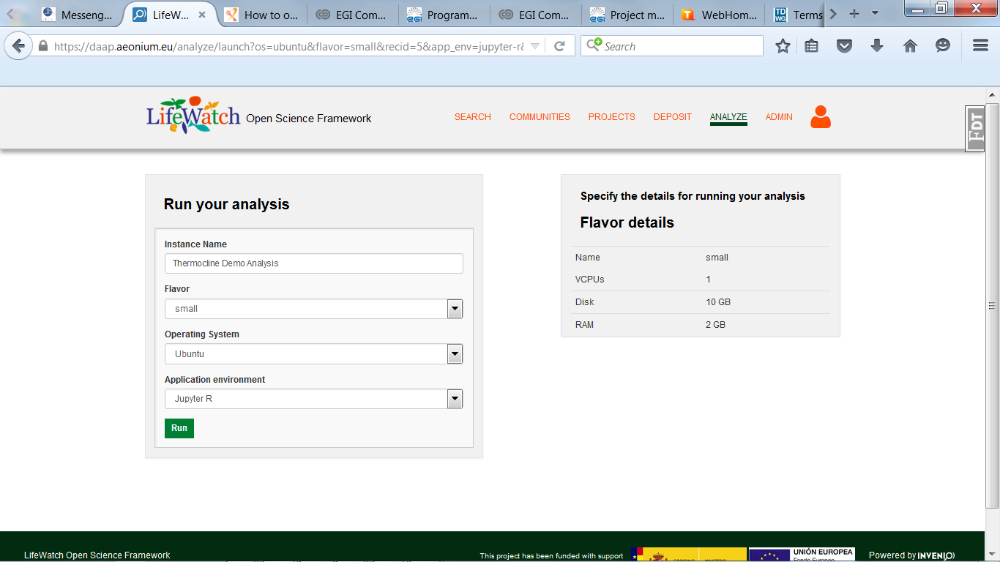 Messeng...
LifeW...
How to o...
EGI Com...
Program...
EGI Com...
Project m...
WebHom...
Terms
https://daap.aeonium.eu/analyze/launch?os=ubuntu&flavor=small&recid=5&app_env=jupyter-r&
Search
LifeWatch Open Science Framework
SEARCH COMMUNITIES PROJECTS DEPOSIT ANALYZE ADMIN
FDT
Run your analysis
Instance Name
Thermocline Demo Analysis
Flavor
small
Operating System
Ubuntu
Application environment
Jupyter R
Run
Specify the details for running your analysis
Flavor details
Name small
VCPUs 1
Disk 10 GB
RAM 2 GB
LifeWatch Open Science Framework
This project has been funded with support
UNIÓN EUROPEA
Fondo Europeo
Powered by INVENIO